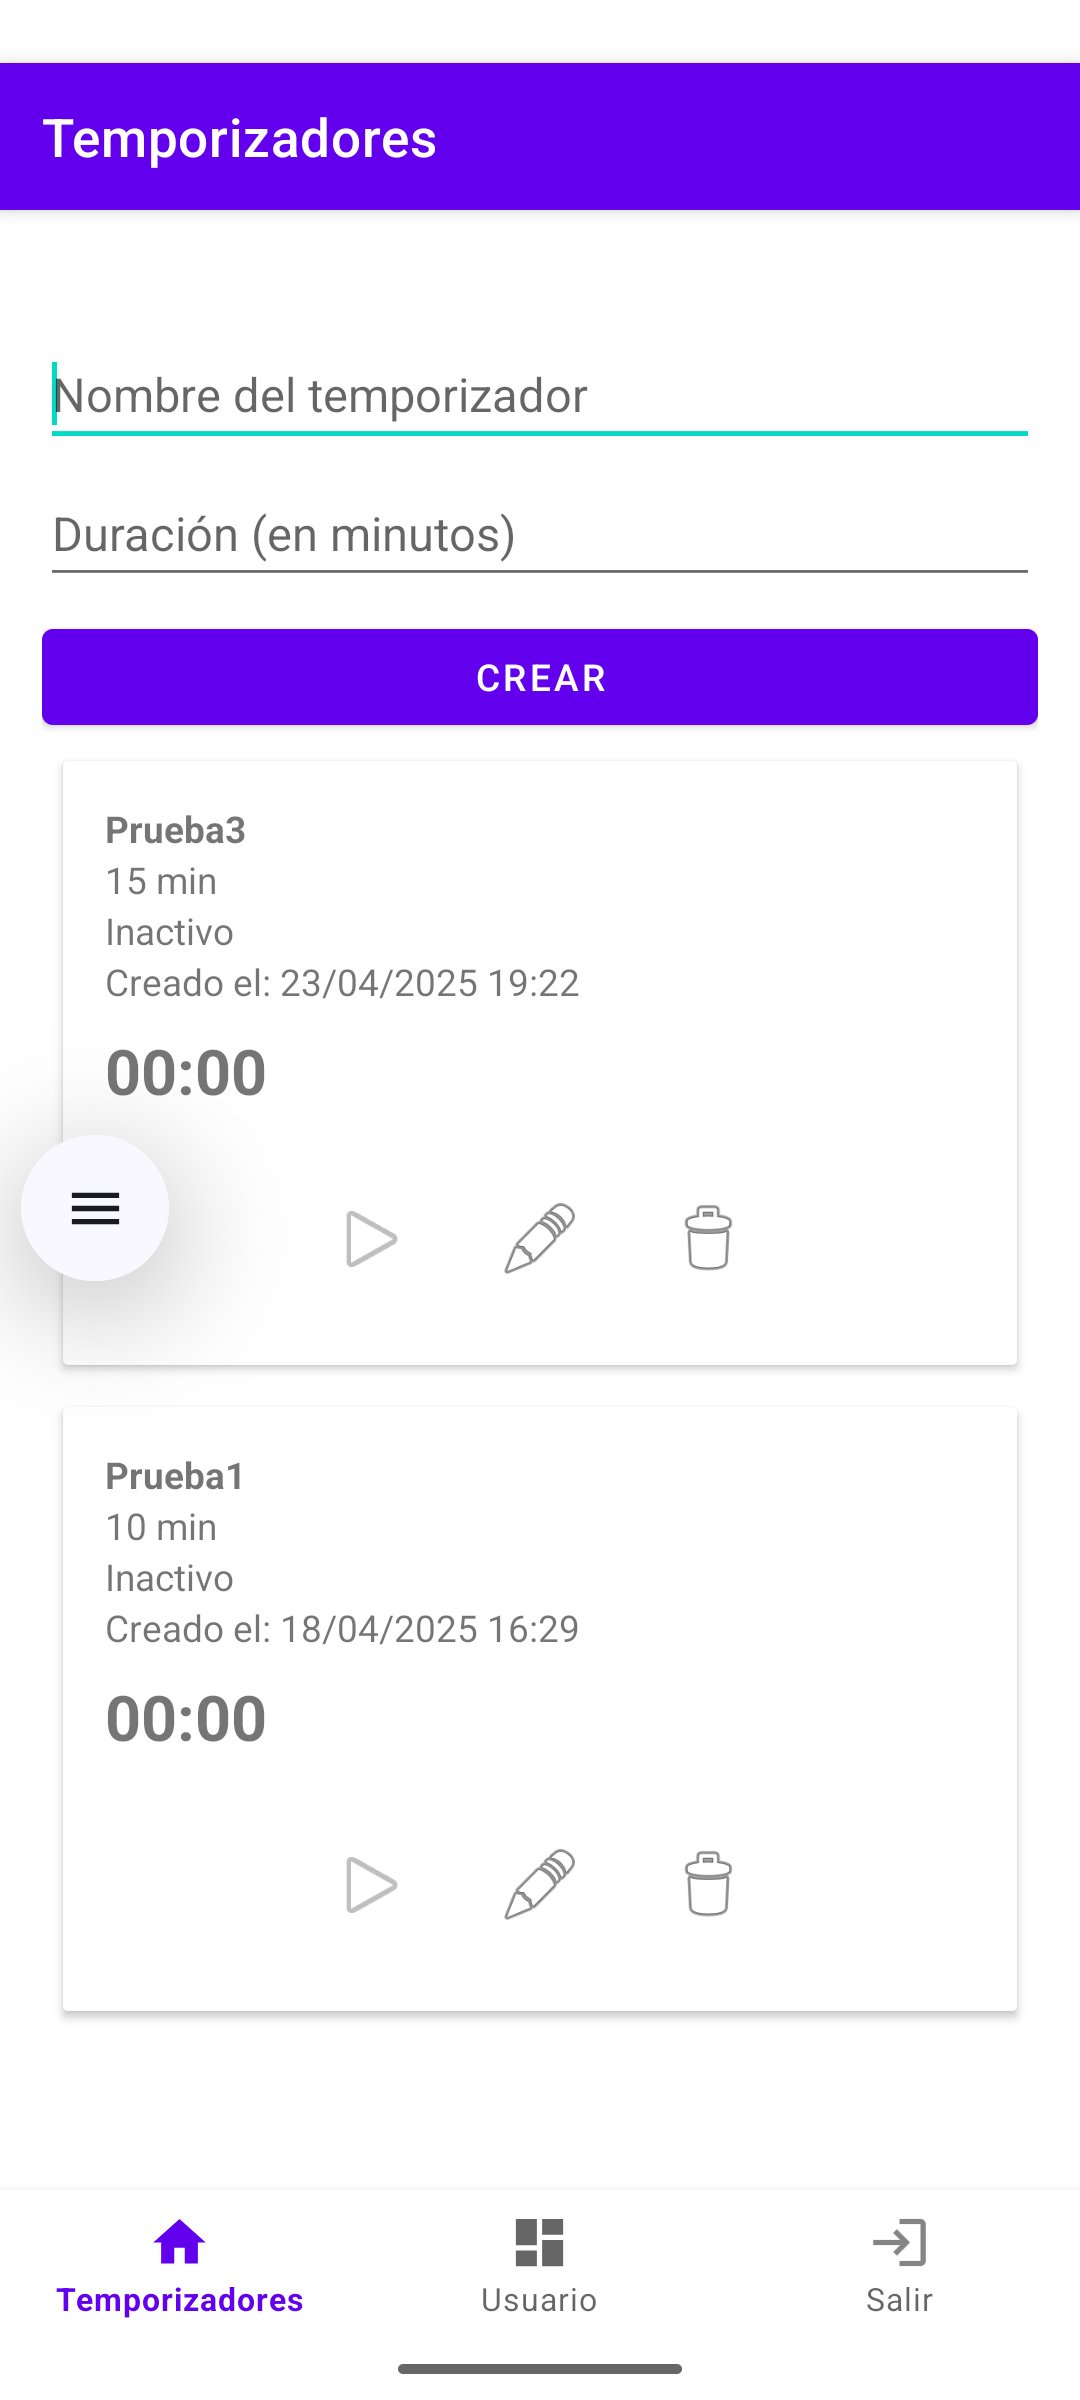 Temporizadores
Nombre del temporizador
Duración (en minutos)
CREAR
Prueba3
15 min
Inactivo
Creado el: 23/04/2025 19:22
00:00
Prueba1
10 min
Inactivo
Creado el: 18/04/2025 16:29
00:00
Temporizadores
Usuario
Salir